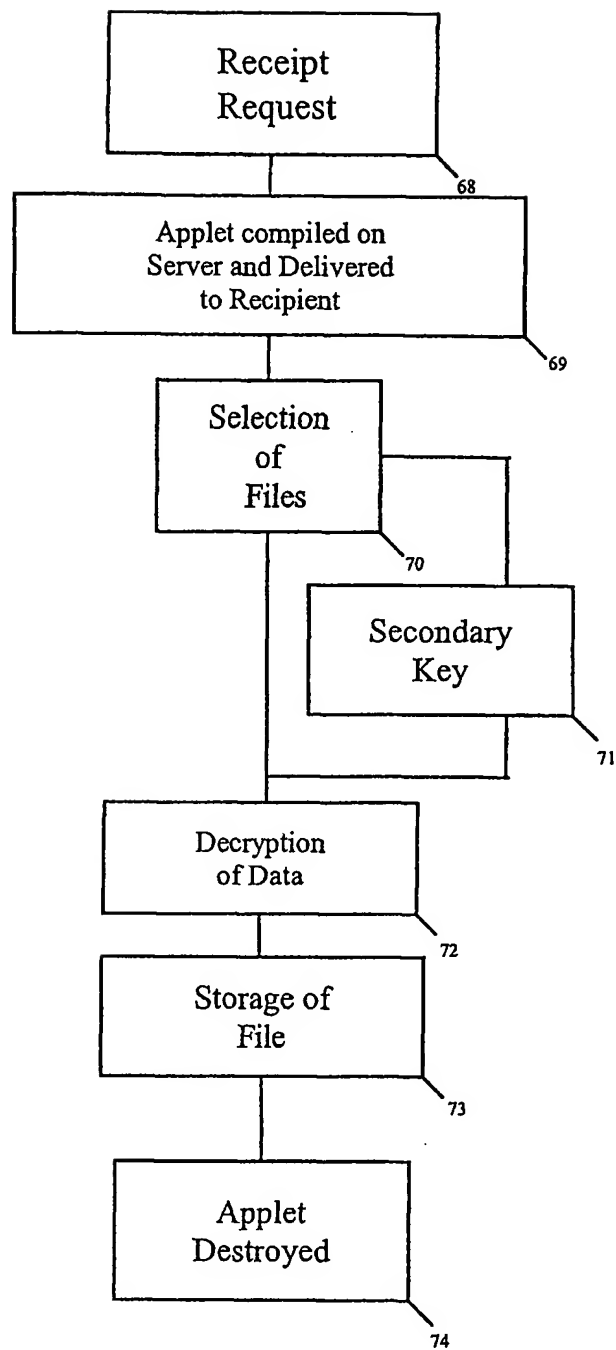 Receipt
Request
68
Applet compiled on
Server and Delivered
to Recipient
69
Selection
of
Files
70
Secondary
Key
71
Decryption
of Data
72
Storage of
File
73
Applet
Destroyed
74